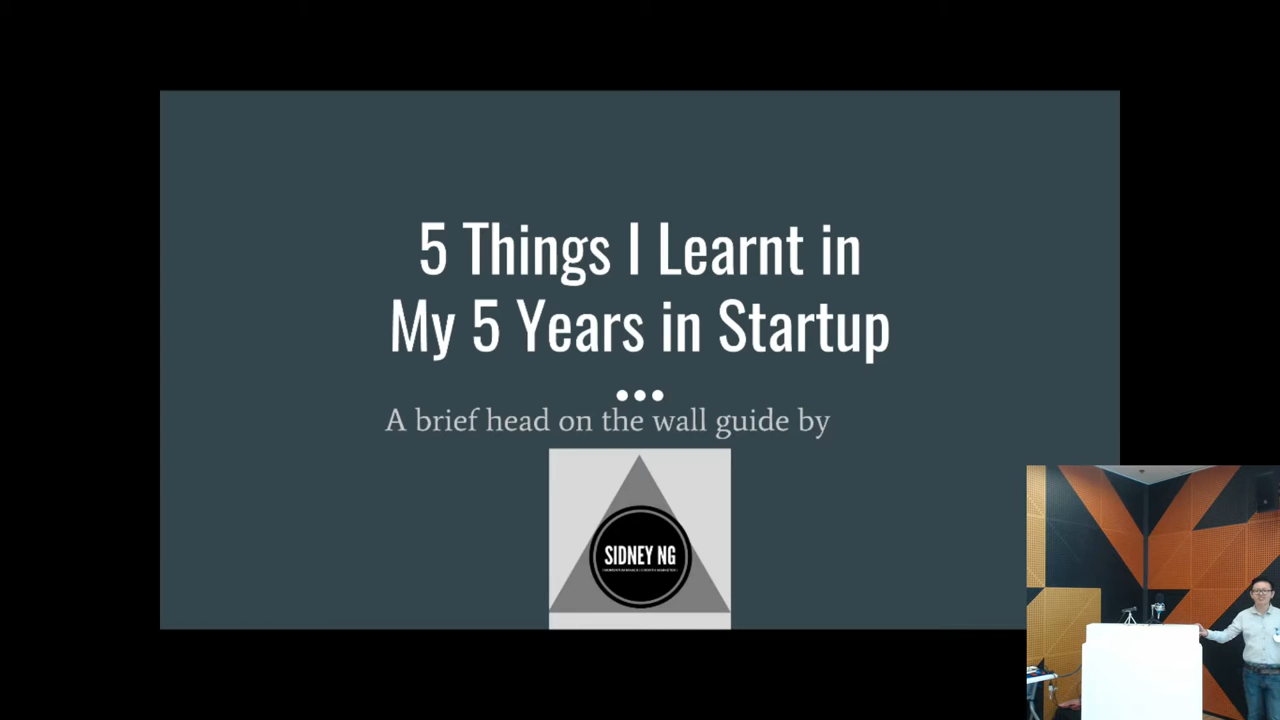 5 Things I Learnt in
My 5 Years in Startup
A brief head on the wall guide by
SIDNEY NG